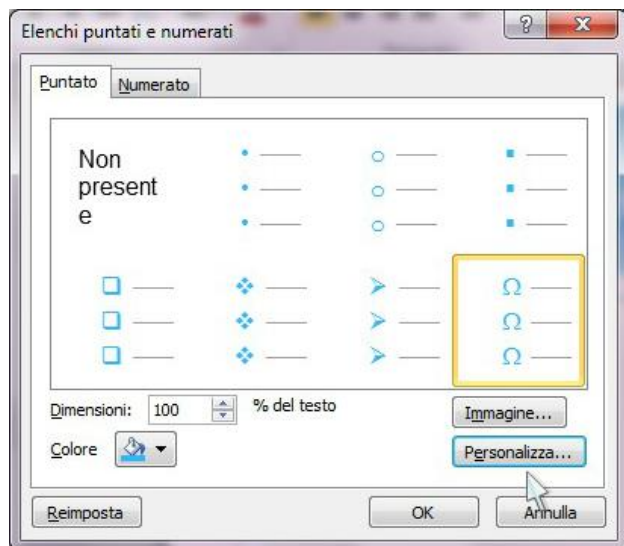 Elenchi puntati e numerati
Puntato Numerato
Non
present
e
Ω
Ω
Ω
Dimensioni: 100 % del testo
Immagine...
Colore
Personalizza...
Reimposta OK Annulla